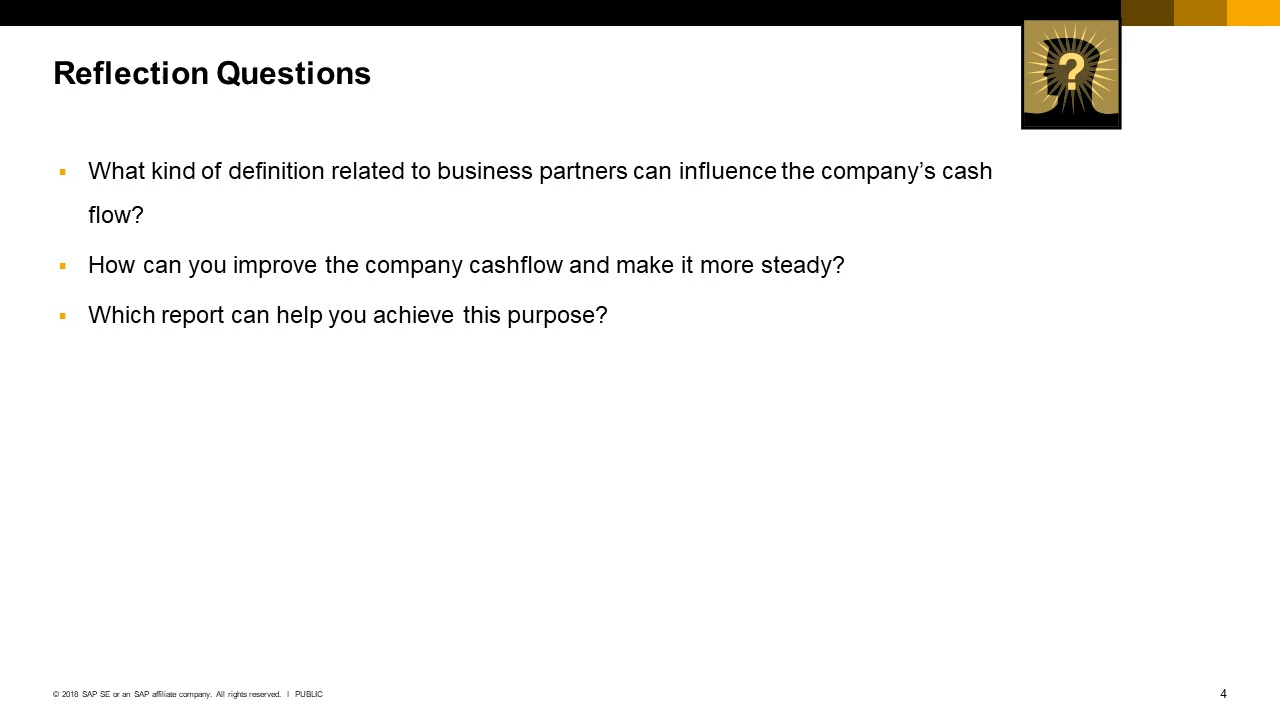 Reflection Questions
?
▪ What kind of definition related to business partners can influence the company’s cash
flow?
▪ How can you improve the company cashflow and make it more steady?
▪ Which report can help you achieve this purpose?
© 2018 SAP SE or an SAP affiliate company. All rights reserved. ǀ PUBLIC
4